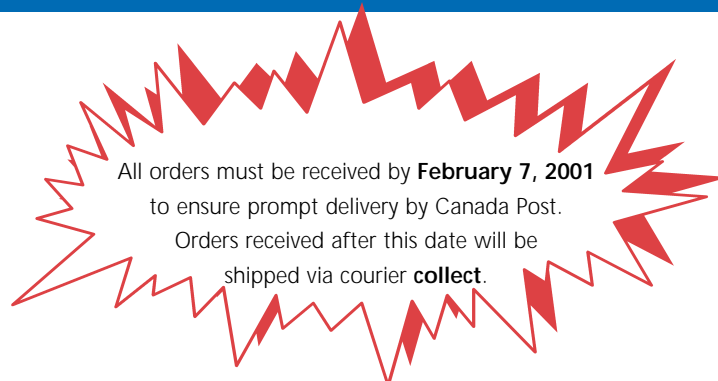 All orders must be received by February 7, 2001
to ensure prompt delivery by Canada Post.
Orders received after this date will be
shipped via courier collect.